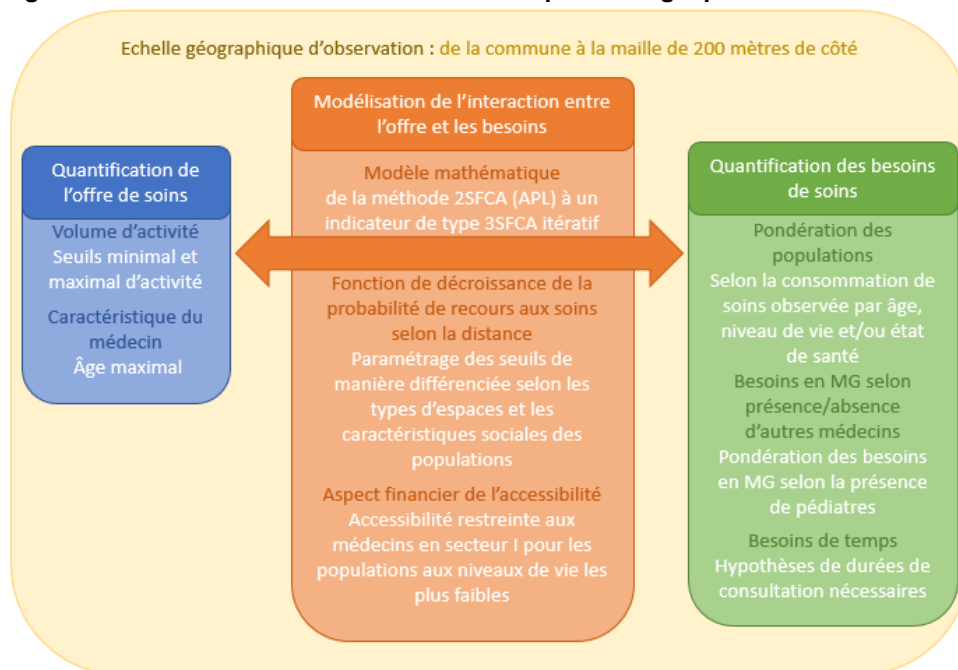 Echelle géographique d'observation : de la commune à la maille de 200 mètres de côté
Quantification de
l'offre de soins
Volume d'activité
Seuils minimal et
maximal d'activité
Caractéristique du
médecin
Âge maximal
Modélisation de l'interaction entre
l'offre et les besoins
Modèle mathématique
de la méthode 2SFCA (APL) à un
indicateur de type 3SFCA itératif
Fonction de décroissance de la
probabilité de recours aux soins
selon la distance
Paramétrage des seuils de
manière différenciée selon les
types d'espaces et les
caractéristiques sociales des
populations
Aspect financier de l'accessibilité
Accessibilité restreinte aux
médecins en secteur I pour les
populations aux niveaux de vie les
plus faibles
Quantification des besoins
de soins
Pondération des
populations
Selon la consommation de
soins observée par âge,
niveau de vie et/ou état
de santé
Besoins en MG selon
présence/absence
d'autres médecins
Pondération des besoins
en MG selon la présence
de pédiatres
Besoins de temps
Hypothèses de durées de
consultation nécessaires